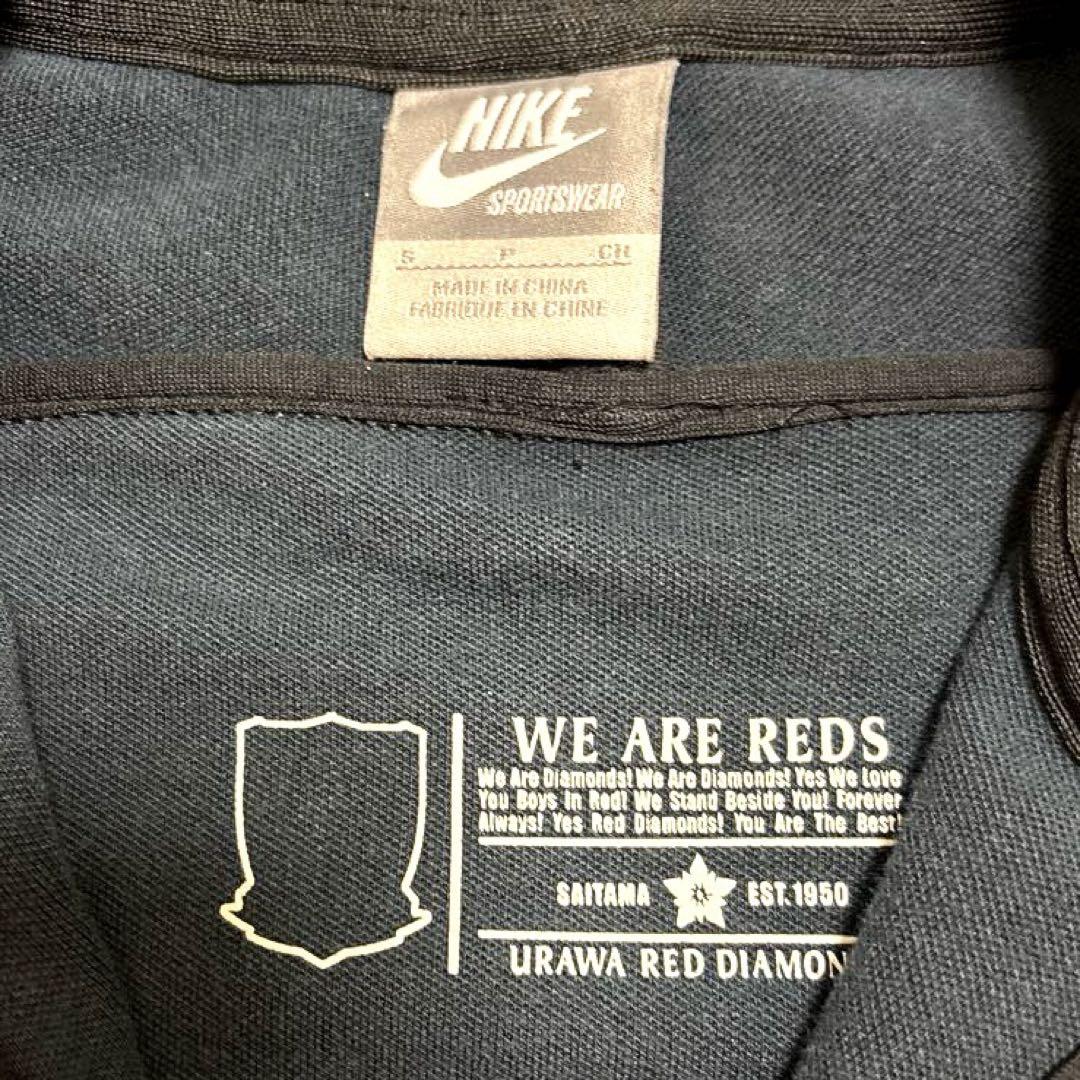 NIKE
SPORTSWEAR
S P CH
MADE IN CHINA
FABRIQUE EN CHINE
WE ARE REDS
We Are Diamonds! We Are Diamonds! Yes We Love
You Boys In Red! We Stand Beside You! Forever
Always! Yes Red Diamonds! You Are The Best!
SAITAMA EST.1950
URAWA RED DIAMON